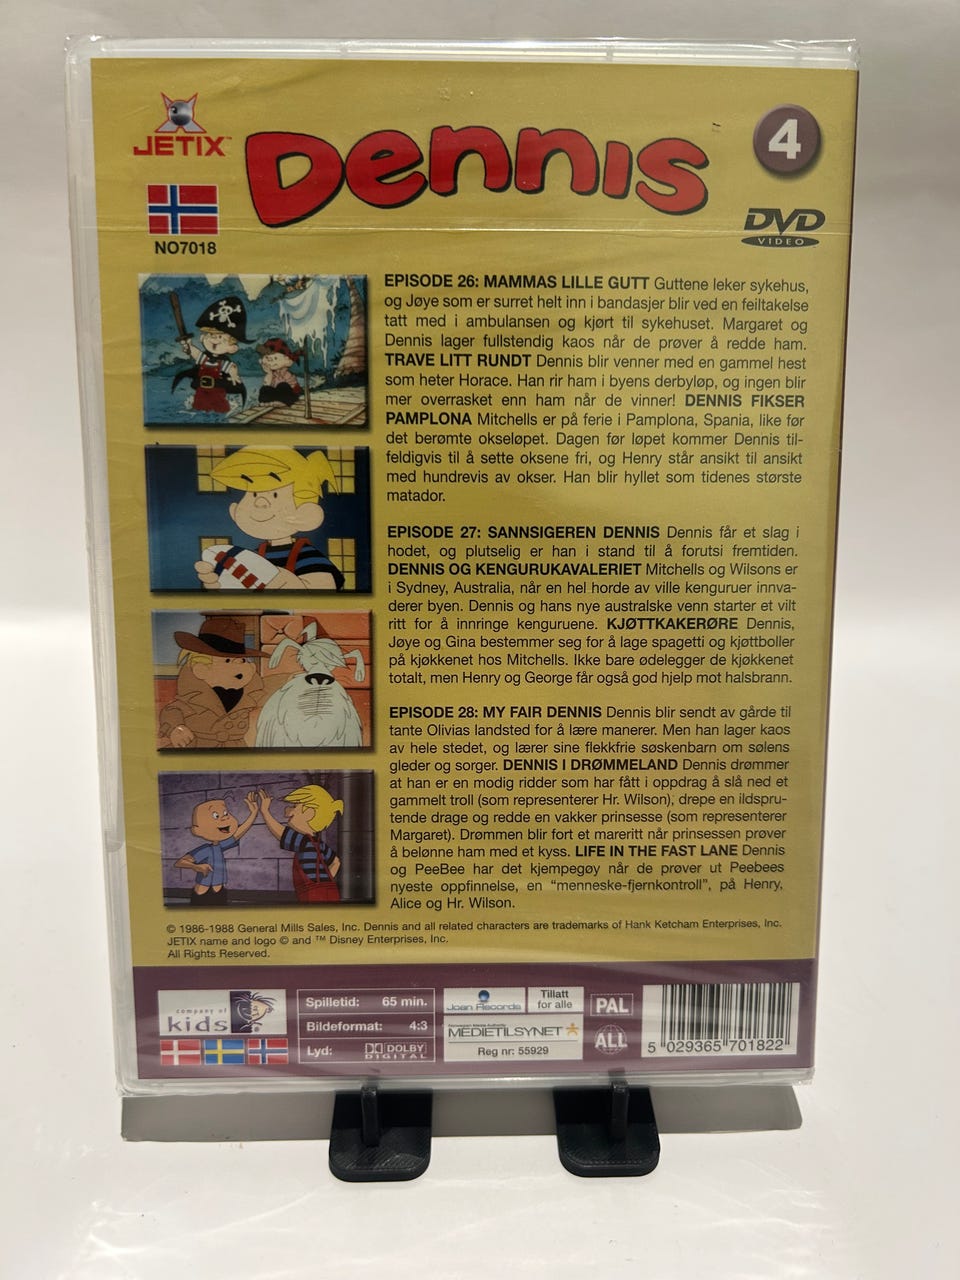 JETIX™
Dennis
4
NO7018
DVD
VIDEO
EPISODE 26: MAMMAS LILLE GUTT Guttene leker sykehus,
og Jøye som er surret helt inn i bandasjer blir ved en feiltakelse
tatt med i ambulansen og kjørt til sykehuset. Margaret og
Dennis lager fullstendig kaos når de prøver å redde ham.
TRAVE LITT RUNDT Dennis blir venner med en gammel hest
som heter Horace. Han rir ham i byens derbyløp, og ingen blir
mer overrasket enn ham når de vinner! DENNIS FIKSER
PAMPLONA Mitchells er på ferie i Pamplona, Spania, like før
det berømte okseløpet. Dagen før løpet kommer Dennis til-
feldigvis til å sette oksene fri, og Henry står ansikt til ansikt
med hundrevis av okser. Han blir hyllet som tidenes største
matador.
EPISODE 27: SANNSIGEREN DENNIS Dennis får et slag i
hodet, og plutselig er han i stand til å forutsi fremtiden.
DENNIS OG KENGURUKAVALERIET Mitchells og Wilsons er
i Sydney, Australia, når en hel horde av ville kenguruer innva-
derer byen. Dennis og hans nye australske venn starter et vilt
ritt for å innringe kenguruene. KJØTTKAKERØRE Dennis,
Jøye og Gina bestemmer seg for å lage spagetti og kjøttboller
på kjøkkenet hos Mitchells. Ikke bare ødelegger de kjøkkenet
totalt, men Henry og George får også god hjelp mot halsbrann.
EPISODE 28: MY FAIR DENNIS Dennis blir sendt av gårde til
tante Olivias landsted for å lære manerer. Men han lager kaos
av hele stedet, og lærer sine flekkfrie søskenbarn om sølens
gleder og sorger. DENNIS I DRØMMELAND Dennis drømmer
at han er en modig ridder som har fått i oppdrag å slå ned et
gammelt troll (som representerer Hr. Wilson), drepe en ildspru-
tende drage og redde en vakker prinsesse (som representerer
Margaret). Drømmen blir fort et mareritt når prinsessen prøver
å belønne ham med et kyss. LIFE IN THE FAST LANE Dennis
og PeeBee har det kjempegøy når de prøver ut Peebees
nyeste oppfinnelse, en “menneske-fjernkontroll”, på Henry,
Alice og Hr. Wilson.
© 1986-1988 General Mills Sales, Inc. Dennis and all related characters are trademarks of Hank Ketcham Enterprises, Inc.
JETIX name and logo © and ™ Disney Enterprises, Inc.
All Rights Reserved.
company of
kids
Spilletid: 65 min.
Bildeformat: 4:3
Lyd: DOLBY
DIGITAL
Joan Records
Tillatt
for alle
Norwegian Media Authority
MEDIETILSYNET
Reg nr: 55929
PAL
ALL
5 029365 701822